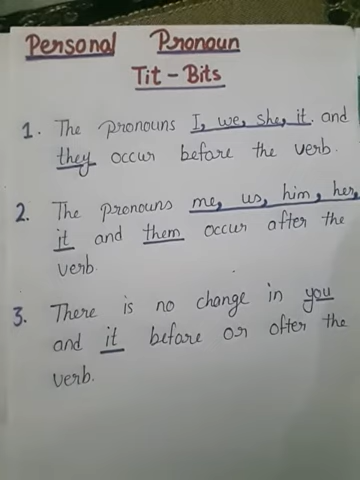 Personal Pronoun
Tit - Bits
1. The pronouns I, we, she, it and
they occur before the verb.
2. The pronouns me, us, him, her,
it and them occur after the
verb.
3. There is no change in you
and it before or after the
verb.